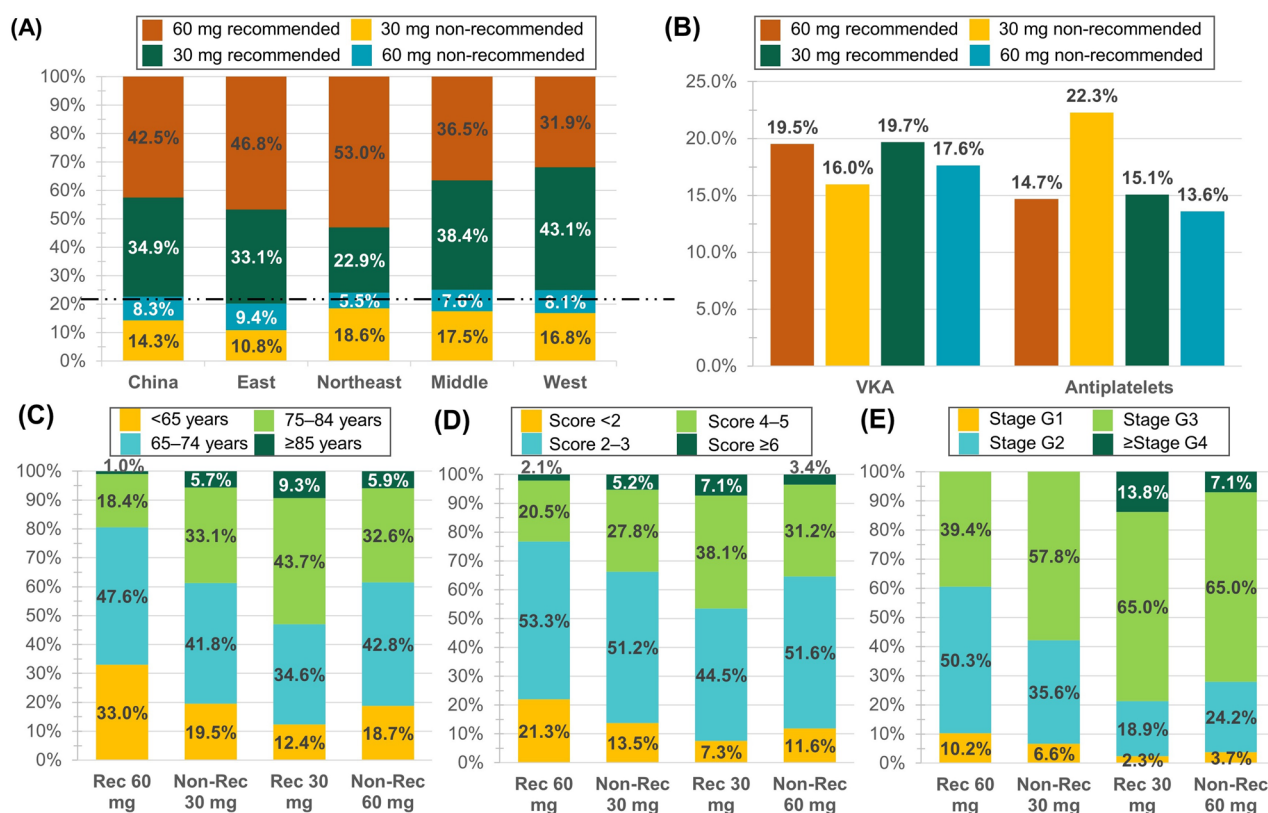 (A)
60 mg recommended 30 mg non-recommended
30 mg recommended 60 mg non-recommended
100%
90%
80%
70%
60%
50%
40%
30%
20%
10%
0%
42.5% 46.8% 53.0% 36.5% 31.9%
34.9% 33.1% 22.9% 38.4% 43.1%
8.3% 9.4% 5.5% 7.6% 8.1%
14.3% 10.8% 18.6% 17.5% 16.8%
China East Northeast Middle West
(B)
60 mg recommended 30 mg non-recommended
30 mg recommended 60 mg non-recommended
25.0%
20.0%
15.0%
10.0%
5.0%
0.0%
19.5% 16.0% 19.7% 17.6% 14.7% 22.3% 15.1% 13.6%
VKA Antiplatelets
(C)
<65 years 75–84 years
65–74 years ≥85 years
100%
90%
80%
70%
60%
50%
40%
30%
20%
10%
0%
1.0% 5.7% 9.3% 5.9%
18.4% 33.1% 43.7% 32.6%
47.6% 41.8% 34.6% 42.8%
33.0% 19.5% 12.4% 18.7%
Rec 60 Non-Rec Rec 30 Non-Rec
mg 30 mg mg 60 mg
(D)
Score <2 Score 4–5
Score 2–3 Score ≥6
100%
90%
80%
70%
60%
50%
40%
30%
20%
10%
0%
2.1% 5.2% 7.1% 3.4%
20.5% 27.8% 38.1% 31.2%
53.3% 51.2% 44.5% 51.6%
21.3% 13.5% 7.3% 11.6%
Rec 60 Non-Rec Rec 30 Non-Rec
mg 30 mg mg 60 mg
(E)
Stage G1 Stage G3
Stage G2 ≥Stage G4
100%
90%
80%
70%
60%
50%
40%
30%
20%
10%
0%
13.8% 7.1%
39.4% 57.8% 65.0% 65.0%
50.3% 35.6% 18.9% 24.2%
10.2% 6.6% 2.3% 3.7%
Rec 60 Non-Rec Rec 30 Non-Rec
mg 30 mg mg 60 mg